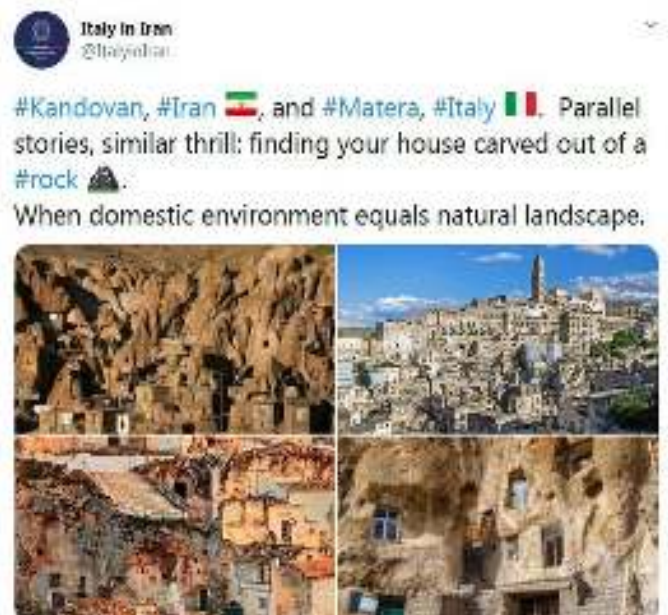 Italy in Iran
@ItalyinIran
#Kandovan, #Iran 🇮🇷, and #Matera, #Italy 🇮🇹. Parallel
stories, similar thrill: finding your house carved out of a
#rock ⛰.
When domestic environment equals natural landscape.